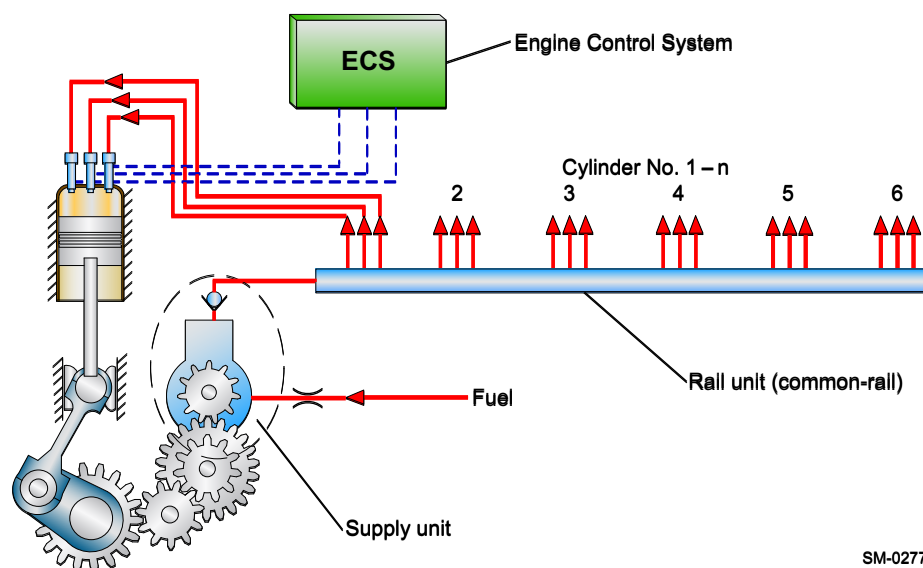 ECS
Engine Control System
Cylinder No. 1 – n
2 3 4 5 6
Rail unit (common-rail)
Fuel
Supply unit
SM-0277